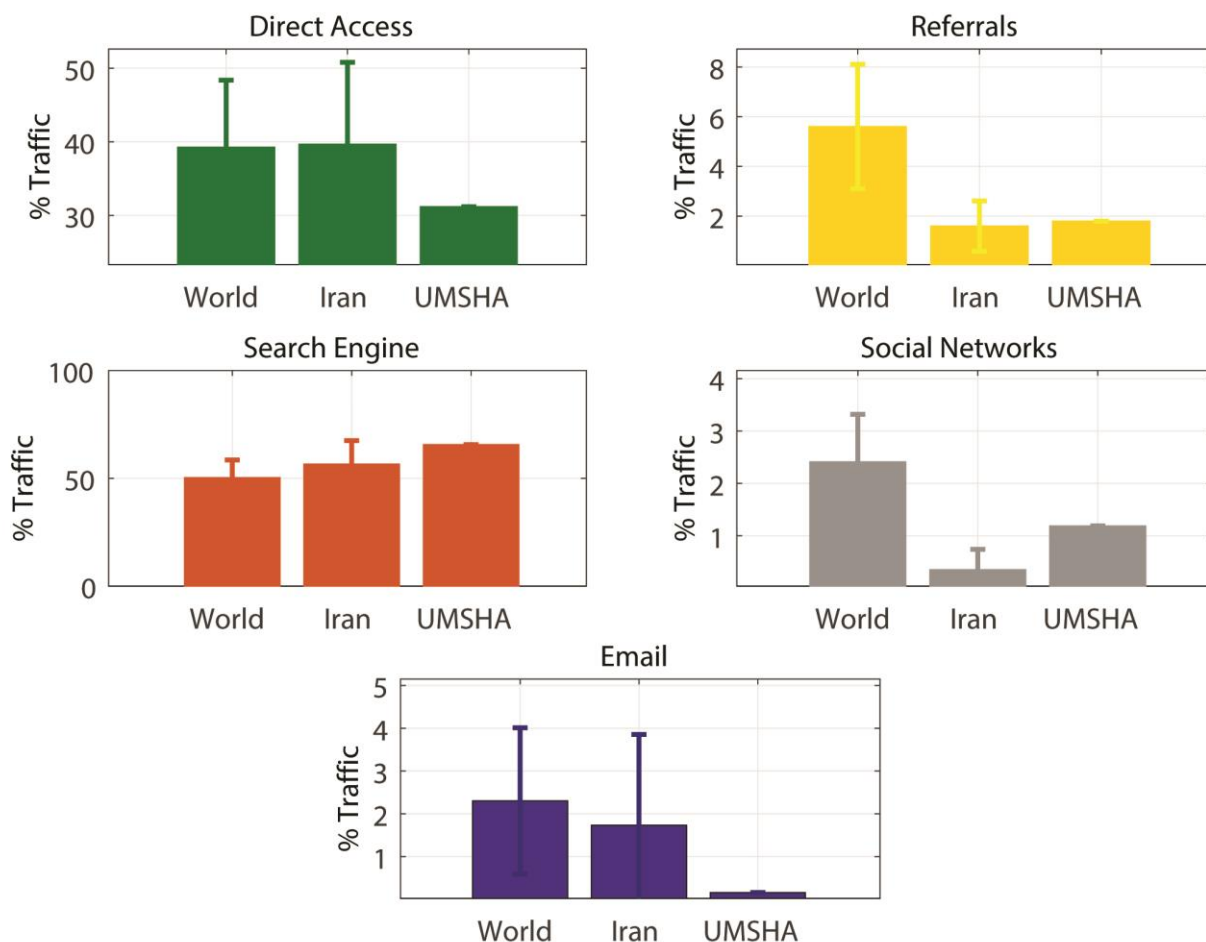 Direct Access
% Traffic
50
40
30
World Iran UMSHA
Referrals
% Traffic
8
6
4
2
World Iran UMSHA
Search Engine
% Traffic
100
50
0
World Iran UMSHA
Social Networks
% Traffic
4
3
2
1
World Iran UMSHA
Email
% Traffic
5
4
3
2
1
World Iran UMSHA